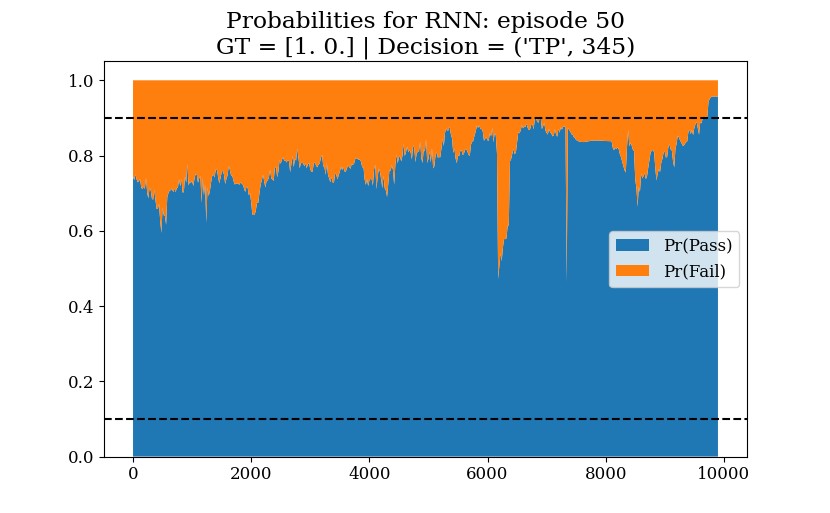 Probabilities for RNN: episode 50
GT = [1. 0.] | Decision = ('TP', 345)
1.0
0.8
0.6
0.4
0.2
0.0
Pr(Pass)
Pr(Fail)
0 2000 4000 6000 8000 10000